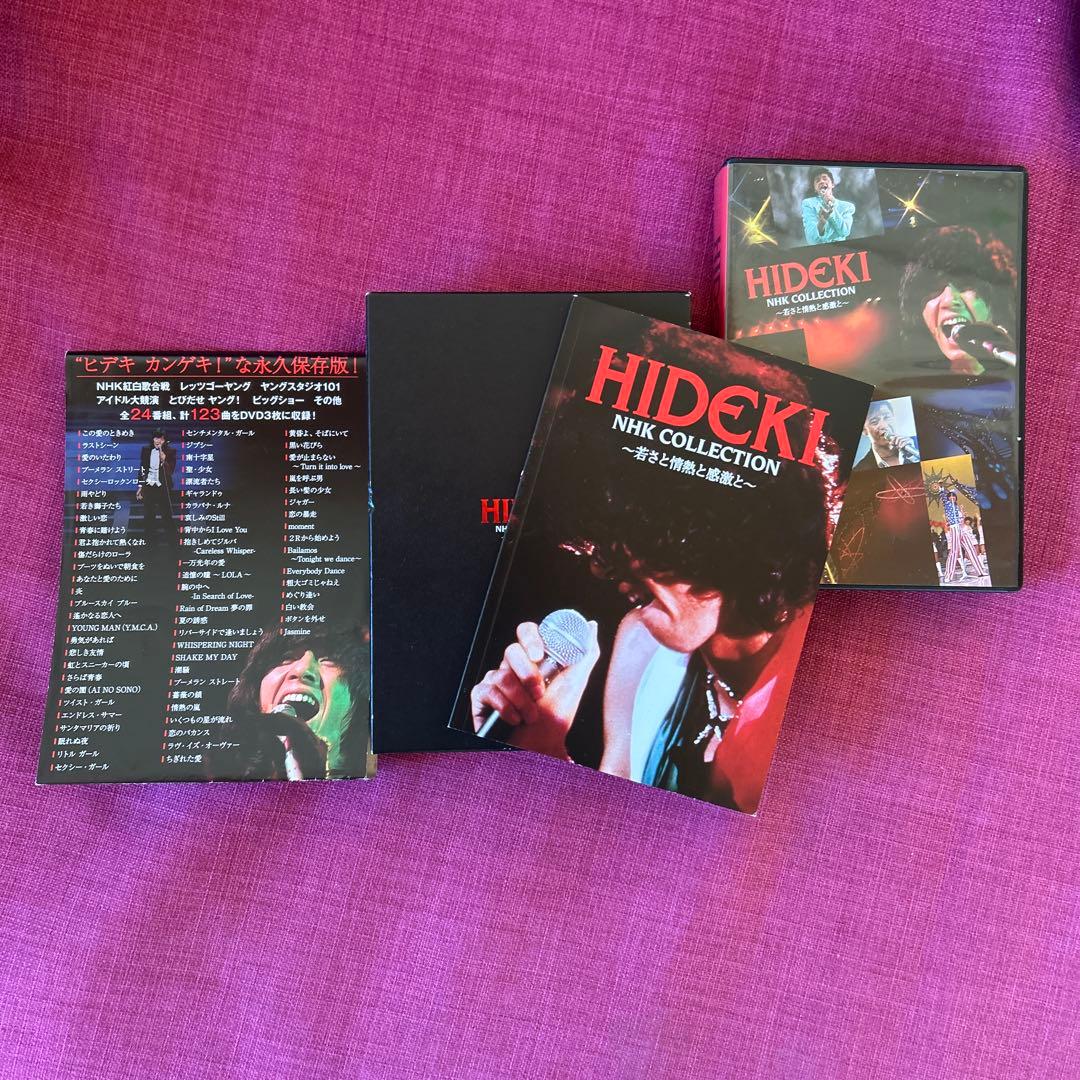 “ヒデキ カンゲキ！”な永久保存版！
NHK紅白歌合戦 レッツゴーヤング ヤングスタジオ101
アイドル大競演 とびだせ ヤング！ ビッグショー その他
全24番組、計123曲をDVD3枚に収録！
この愛のときめき
ラストシーン
愛のいたわり
ブーメラン ストリート
セクシーロックンローラー
雨やどり
若き獅子たち
激しい恋
青春に賭けよう
君よ抱かれて熱くなれ
傷だらけのローラ
ブーツをぬいで朝食を
あなたと愛のために
炎
ブルースカイ ブルー
遙かなる恋人へ
YOUNG MAN (Y.M.C.A.)
勇気があれば
悲しき友情
虹とスニーカーの頃
さらば青春
愛の園 (AI NO SONO)
ツイスト・ガール
エンドレス・サマー
サンタマリアの祈り
眠れぬ夜
リトル ガール
セクシー・ガール
センチメンタル・ガール
ジプシー
南十字星
聖・少女
漂流者たち
ギャランドゥ
カラバナ・ルナ
哀しみのStill
背中からI Love You
抱きしめてジルバ
-Careless Whisper-
一万光年の愛
追憶の瞳 ～LOLA～
腕の中へ
-In Search of Love-
Rain of Dream 夢の罪
夏の誘惑
リバーサイドで逢いましょう
WHISPERING NIGHT
SHAKE MY DAY
潮騒
ブーメラン ストレート
薔薇の鎖
情熱の嵐
いくつもの星が流れ
恋のバカンス
ラヴ・イズ・オーヴァー
ちぎれた愛
黄昏よ、そばにいて
黒い花びら
愛が止まらない
～Turn it into love～
嵐を呼ぶ男
長い髪の少女
ジャガー
恋の暴走
moment
2Rから始めよう
Bailamos
～Tonight we dance～
Everybody Dance
粗大ゴミじゃねえ
めぐり逢い
白い教会
ボタンを外せ
Jasmine
HIDEKI
NHK COLLECTION
～若さと情熱と感激と～
HIDEKI
NHK COLLECTION
～若さと情熱と感激と～